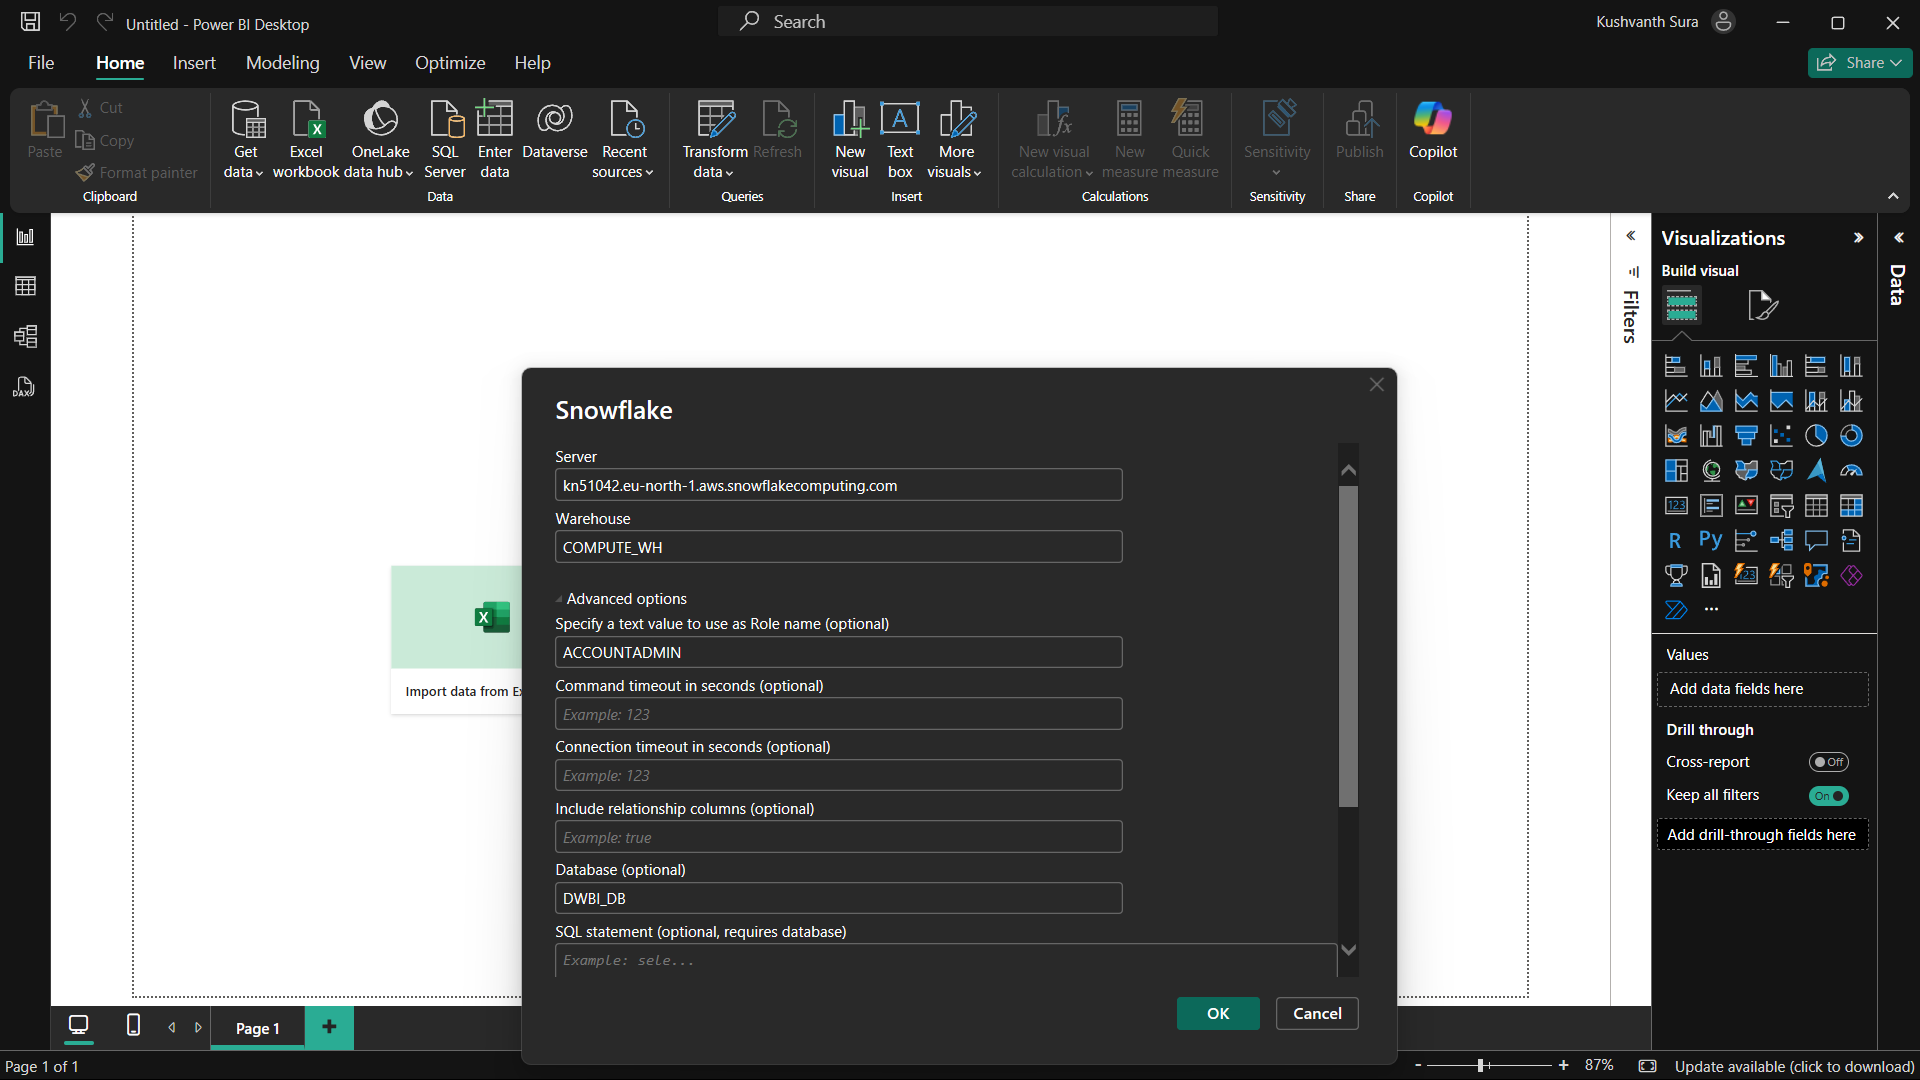 Untitled - Power BI Desktop
Search
Kushvanth Sura
File Home Insert Modeling View Optimize Help
Share
Paste
Cut
Copy
Format painter
Clipboard
Get data
Excel workbook
OneLake data hub
SQL Server
Enter data
Dataverse
Recent sources
Data
Transform data
Refresh
Queries
New visual
Text box
More visuals
Insert
New visual calculation
New measure
Quick measure
Calculations
Sensitivity
Sensitivity
Publish
Share
Copilot
Copilot
DAX
Import data from Ex
Snowflake
Server
kn51042.eu-north-1.aws.snowflakecomputing.com
Warehouse
COMPUTE_WH
Advanced options
Specify a text value to use as Role name (optional)
ACCOUNTADMIN
Command timeout in seconds (optional)
Example: 123
Connection timeout in seconds (optional)
Example: 123
Include relationship columns (optional)
Example: true
Database (optional)
DWBI_DB
SQL statement (optional, requires database)
Example: sele...
OK
Cancel
Filters
Visualizations
Build visual
123
R Py
123
Values
Add data fields here
Drill through
Cross-report
Off
Keep all filters
On
Add drill-through fields here
Data
Page 1
Page 1 of 1
87%
Update available (click to download)